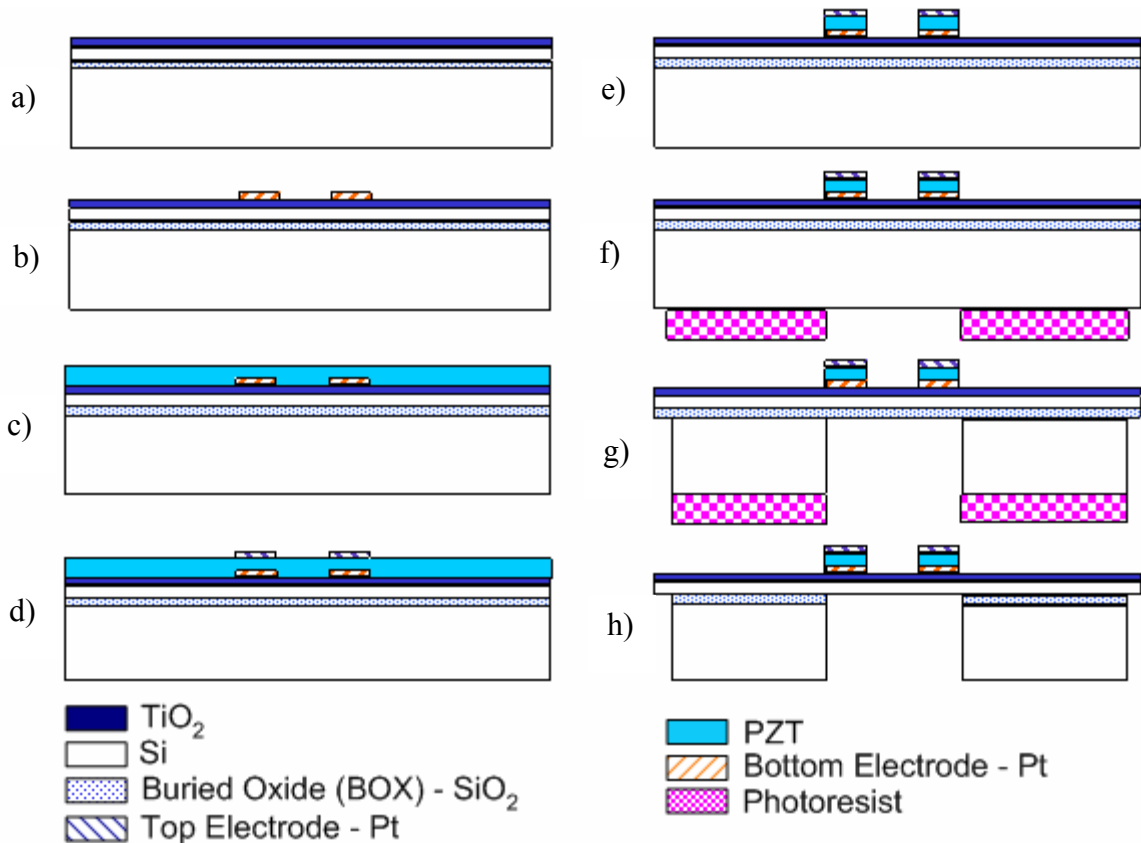 a)
b)
c)
d)
TiO₂
Si
Buried Oxide (BOX) - SiO₂
Top Electrode - Pt
e)
f)
g)
h)
PZT
Bottom Electrode - Pt
Photoresist